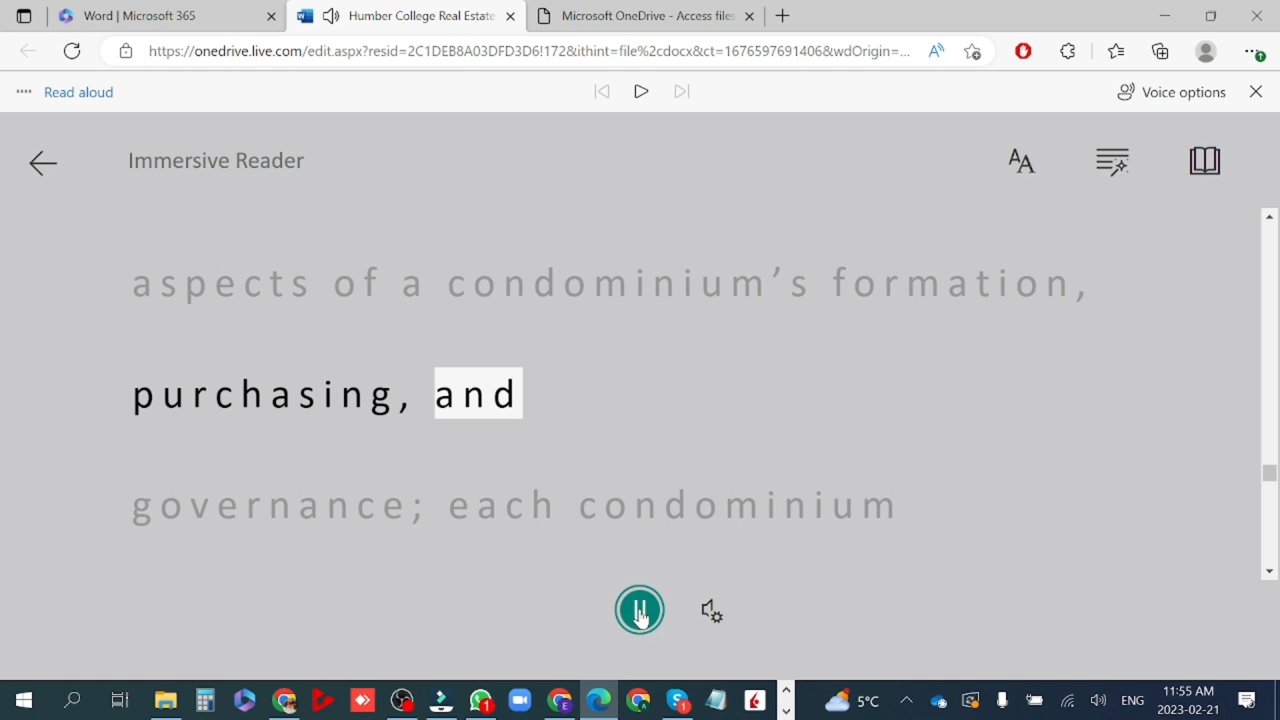 Word | Microsoft 365
Humber College Real Estate
Microsoft OneDrive - Access files
https://onedrive.live.com/edit.aspx?resid=2C1DEB8A03DFD3D6!172&ithint=file%2cdocx&ct=1676597691406&wdOrigin=...
Read aloud
Voice options
Immersive Reader
aspects of a condominium’s formation,
purchasing, and
governance; each condominium
5°C
ENG
11:55 AM
2023-02-21